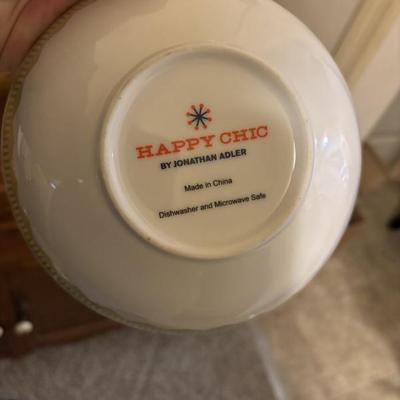 HAPPY CHIC
BY JONATHAN ADLER
Made in China
Dishwasher and Microwave Safe